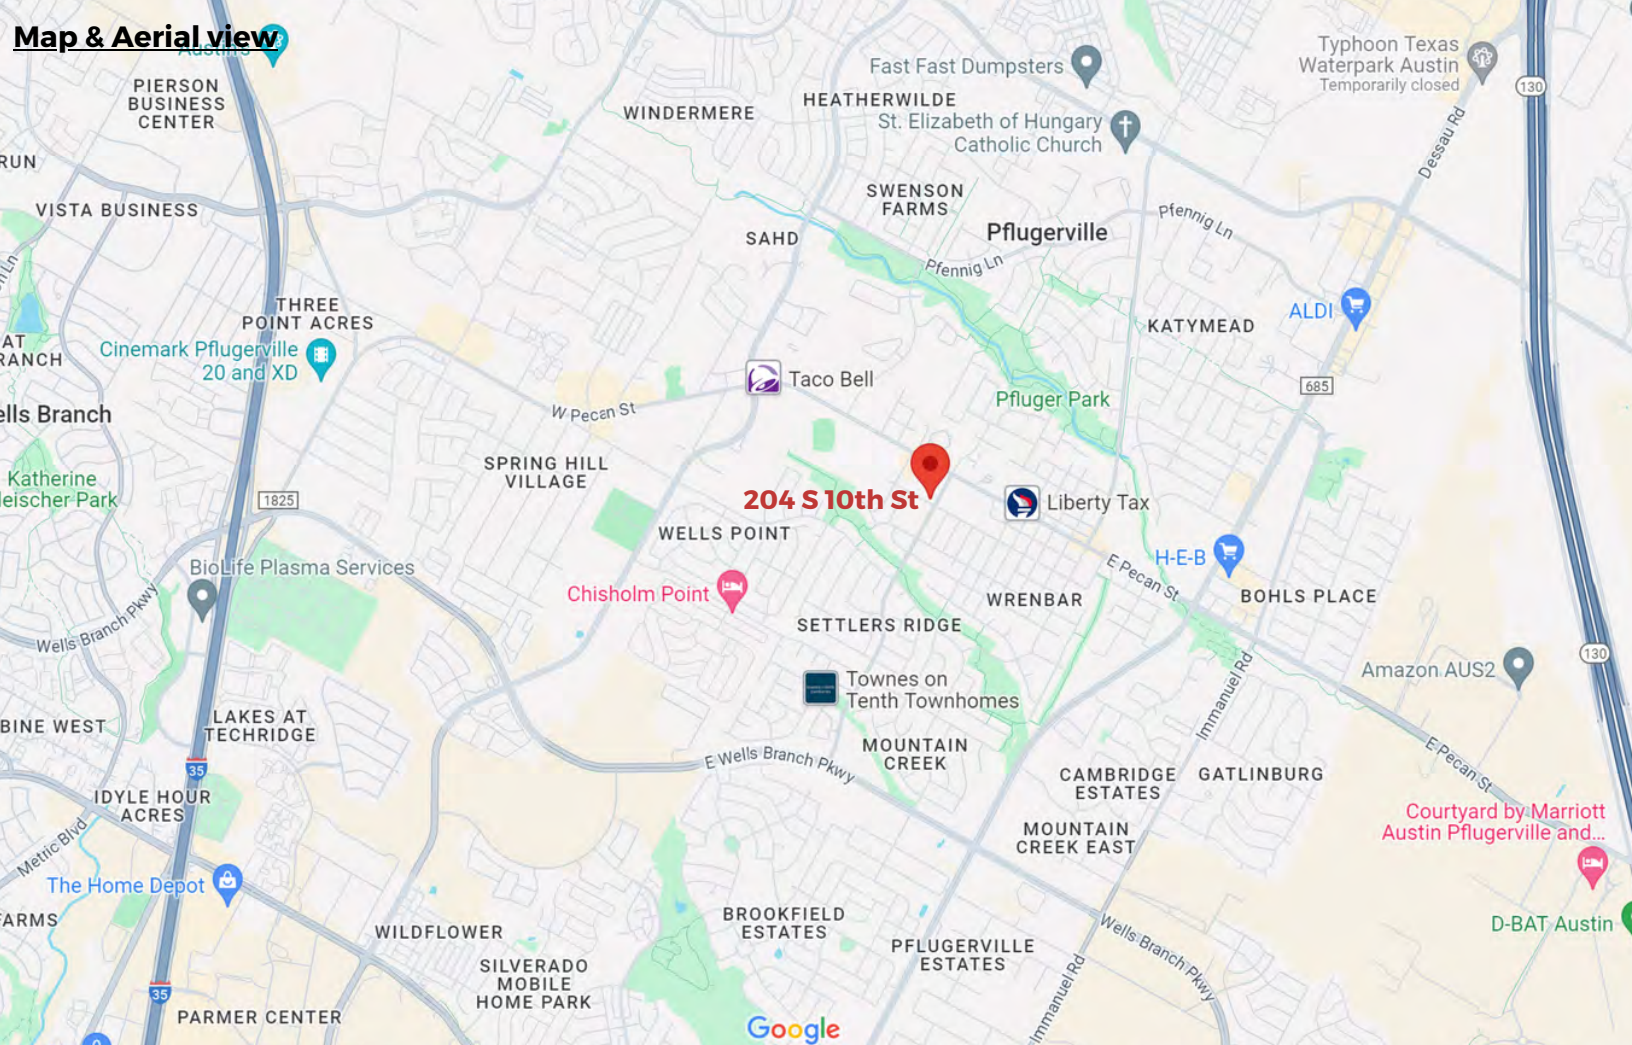 Map & Aerial view
Austin's
PIERSON
BUSINESS
CENTER
RUN
VISTA BUSINESS
WINDERMERE
HEATHERWILDE
Fast Fast Dumpsters
St. Elizabeth of Hungary
Catholic Church
Typhoon Texas
Waterpark Austin
Temporarily closed
130
Dessau Rd
SWENSON
FARMS
Pflugerville
Pfennig Ln
SAHD
Pfennig Ln
THREE
POINT ACRES
Cinemark Pflugerville
20 and XD
AT
RANCH
ells Branch
KATYMEAD
ALDI
685
Taco Bell
W Pecan St
Pfluger Park
Katherine
leischer Park
1825
SPRING HILL
VILLAGE
204 S 10th St
Liberty Tax
WELLS POINT
BioLife Plasma Services
Wells Branch Pkwy
Chisholm Point
H-E-B
E Pecan St
WRENBAR
BOHLS PLACE
SETTLERS RIDGE
Immanuel Rd
Amazon AUS2
130
Townes on
Tenth Townhomes
BINE WEST
LAKES AT
TECHRIDGE
35
MOUNTAIN
CREEK
E Wells Branch Pkwy
CAMBRIDGE
ESTATES
GATLINBURG
E Pecan St
IDYLE HOUR
ACRES
Metric Blvd
MOUNTAIN
CREEK EAST
Courtyard by Marriott
Austin Pflugerville and...
The Home Depot
FARMS
WILDFLOWER
BROOKFIELD
ESTATES
PFLUGERVILLE
ESTATES
Wells Branch Pkwy
D-BAT Austin
SILVERADO
MOBILE
HOME PARK
35
PARMER CENTER
Immanuel Rd
Google